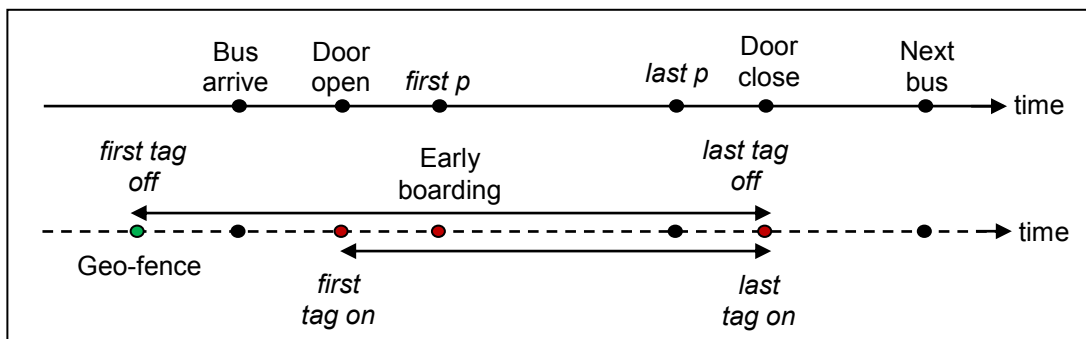 Bus
arrive
Door
open
first p
last p
Door
close
Next
bus
time
first tag
off
Early
boarding
last tag
off
time
Geo-fence
first
tag on
last
tag on